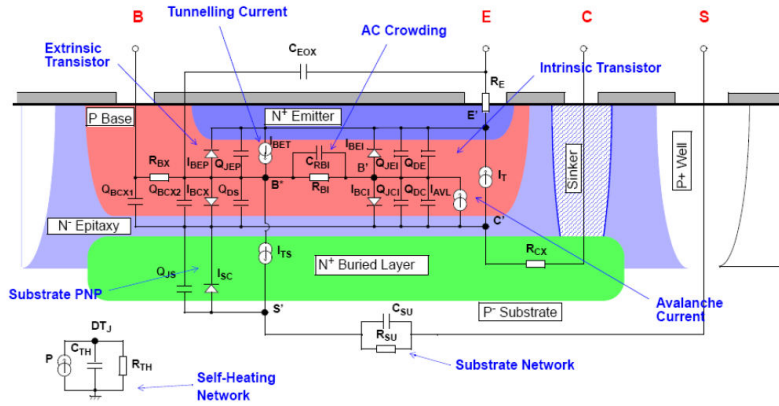 B
E
C
S
Tunnelling Current
AC Crowding
Extrinsic
Transistor
C_EOX
R_E
Intrinsic Transistor
P Base
N⁺ Emitter
E'
I_BEP
Q_JEP
I_BET
C_RBI
I_BEI
Q_JEI
Q_DE
R_BX
B"
R_BI
B'
I_T
Sinker
P+ Well
Q_BCX1
Q_BCX2
I_BCX
Q_DS
I_BCI
Q_JCI
Q_DC
I_AVL
N⁻ Epitaxy
C'
I_TS
R_CX
N⁺ Buried Layer
Q_JS
I_SC
Substrate PNP
S'
P⁻ Substrate
Avalanche
Current
C_SU
R_SU
Substrate Network
DT_J
P
C_TH
R_TH
Self-Heating
Network